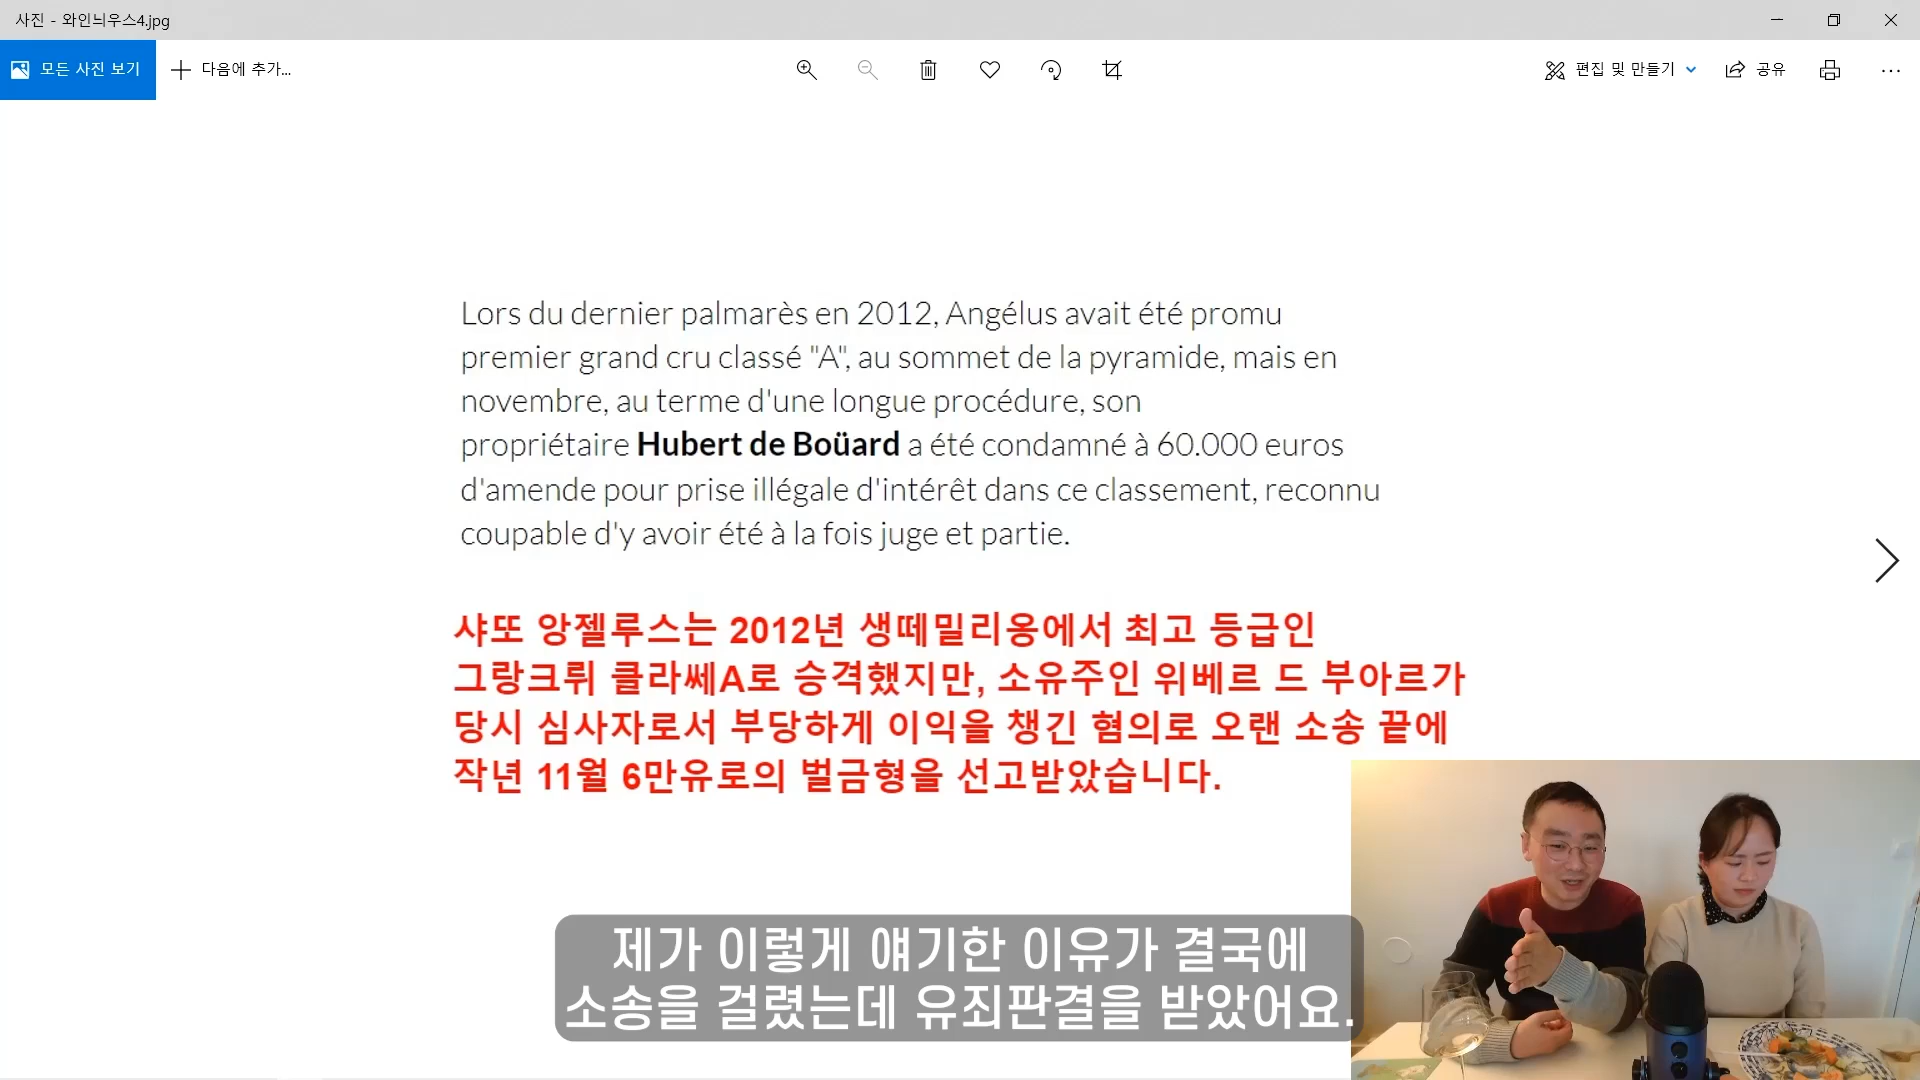 사진 - 와인늬우스4.jpg
모든 사진 보기
다음에 추가...
편집 및 만들기
공유
Lors du dernier palmarès en 2012, Angélus avait été promu
premier grand cru classé "A", au sommet de la pyramide, mais en
novembre, au terme d'une longue procédure, son
propriétaire Hubert de Boüard a été condamné à 60.000 euros
d'amende pour prise illégale d'intérêt dans ce classement, reconnu
coupable d'y avoir été à la fois juge et partie.
샤또 앙젤루스는 2012년 생떼밀리옹에서 최고 등급인
그랑크뤼 클라쎄A로 승격했지만, 소유주인 위베르 드 부아르가
당시 심사자로서 부당하게 이익을 챙긴 혐의로 오랜 소송 끝에
작년 11월 6만유로의 벌금형을 선고받았습니다.
제가 이렇게 얘기한 이유가 결국에
소송을 걸렸는데 유죄판결을 받았어요.